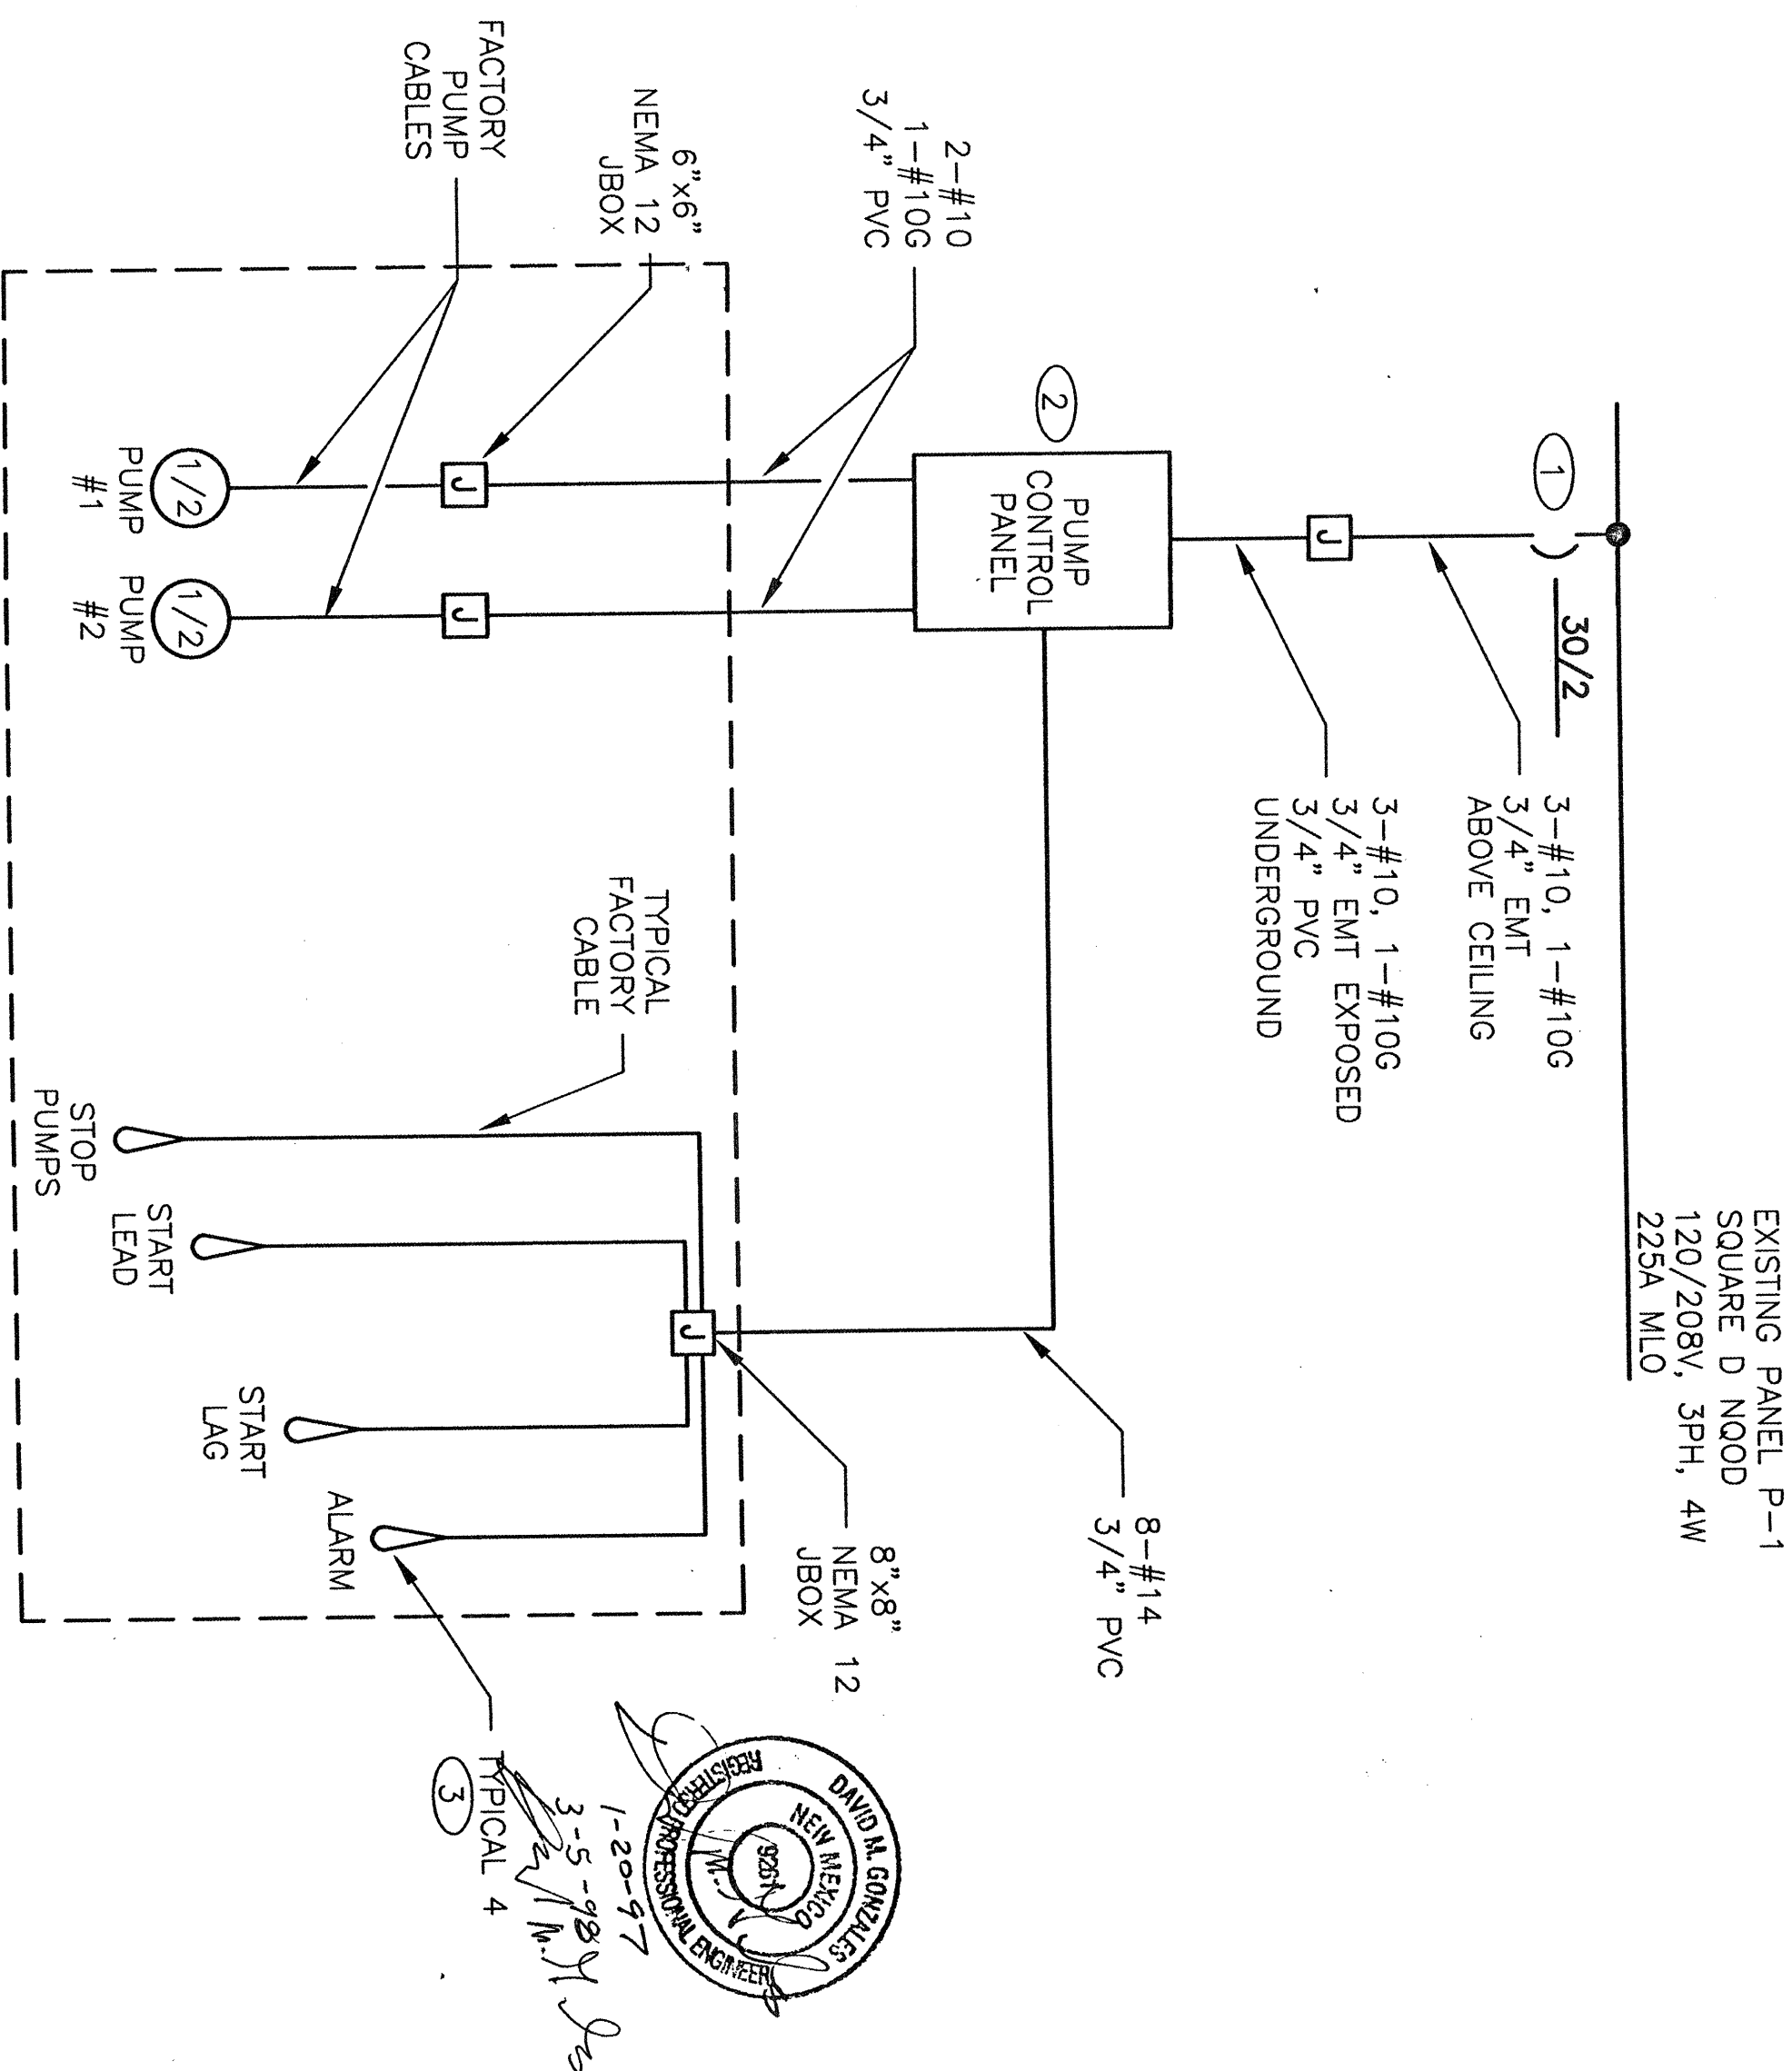 EXISTING PANEL P-1
SQUARE D NQOD
120/208V, 3PH, 4W
225A MLO
1
30/2
3-#10, 1-#10G
3/4" EMT
ABOVE CEILING
J
3-#10, 1-#10G
3/4" EMT EXPOSED
3/4" PVC
UNDERGROUND
2
PUMP
CONTROL
PANEL
2-#10
1-#10G
3/4" PVC
8-#14
3/4" PVC
6"x6"
NEMA 12
JBOX
8"x8"
NEMA 12
JBOX
J
J
J
FACTORY
PUMP
CABLES
TYPICAL
FACTORY
CABLE
1/2
PUMP
#1
1/2
PUMP
#2
STOP
PUMPS
START
LEAD
START
LAG
ALARM
TYPICAL 4
3
DAVID M. GONZALES
NEW MEXICO
9261
REGISTERED PROFESSIONAL ENGINEER
1-20-97
3-5-98